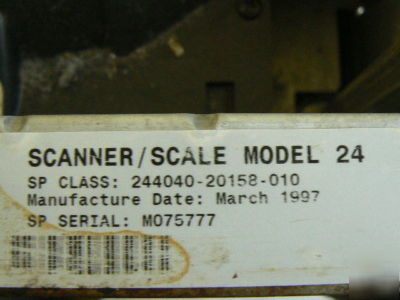 SCANNER/SCALE MODEL 24
SP CLASS: 244040-20158-010
Manufacture Date: March 1997
SP SERIAL: M075777